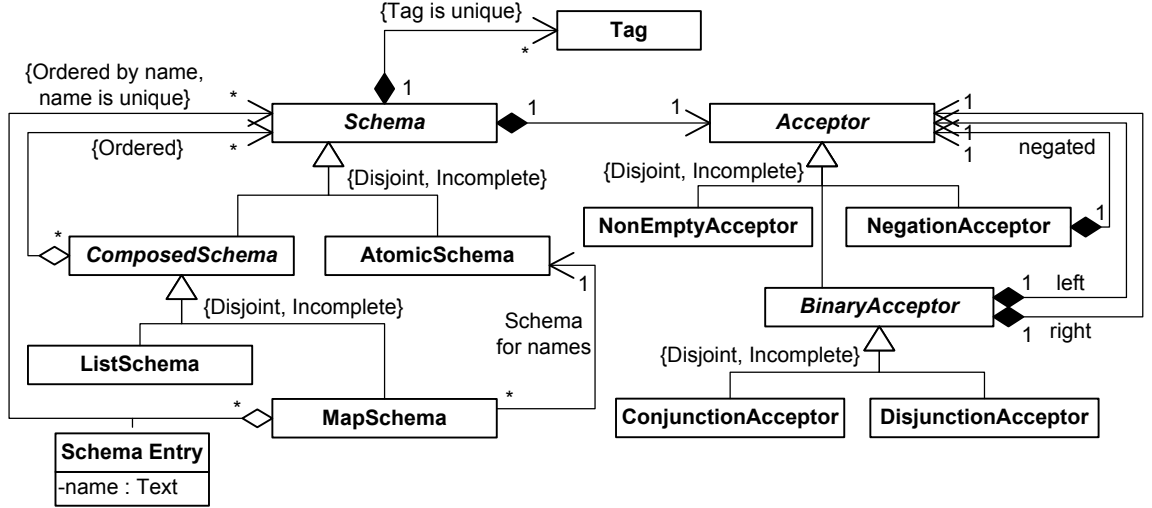 {Tag is unique}
Tag
*
1
{Ordered by name,
name is unique}
*
Schema
1
1
Acceptor
1
1
1
negated
{Ordered}
*
{Disjoint, Incomplete}
{Disjoint, Incomplete}
NonEmptyAcceptor
NegationAcceptor
1
*
ComposedSchema
AtomicSchema
1
{Disjoint, Incomplete}
BinaryAcceptor
1
left
1
right
Schema
for names
{Disjoint, Incomplete}
ListSchema
*
MapSchema
*
ConjunctionAcceptor
DisjunctionAcceptor
Schema Entry
-name : Text